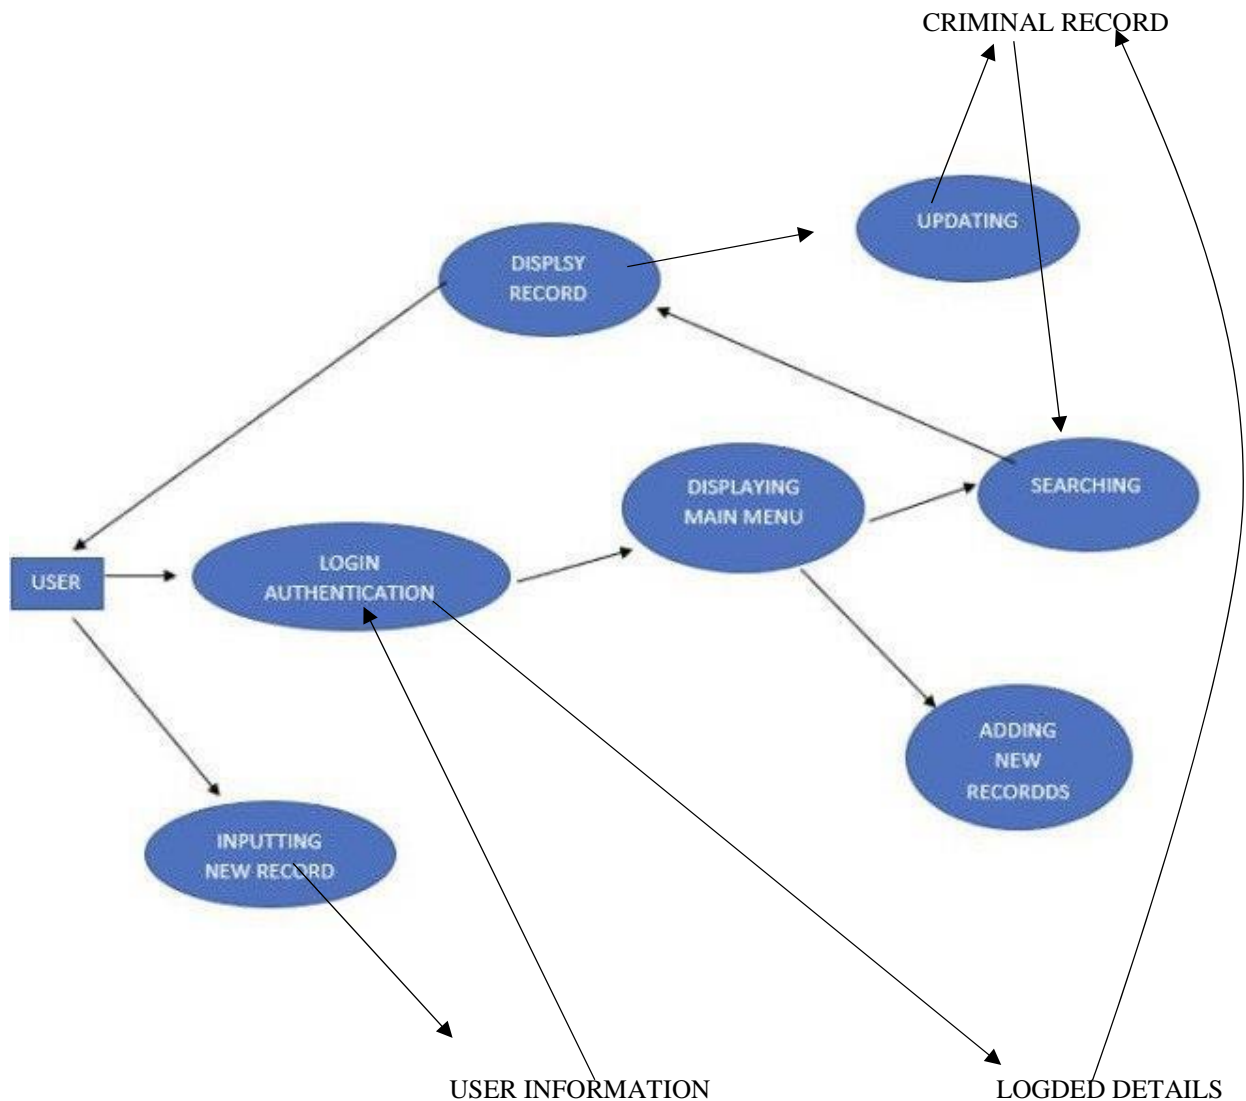 CRIMINAL RECORD
UPDATING
DISPLSY
RECORD
DISPLAYING
MAIN MENU
SEARCHING
LOGIN
AUTHENTICATION
USER
ADDING
NEW
RECORDDS
INPUTTING
NEW RECORD
USER INFORMATION
LOGDED DETAILS